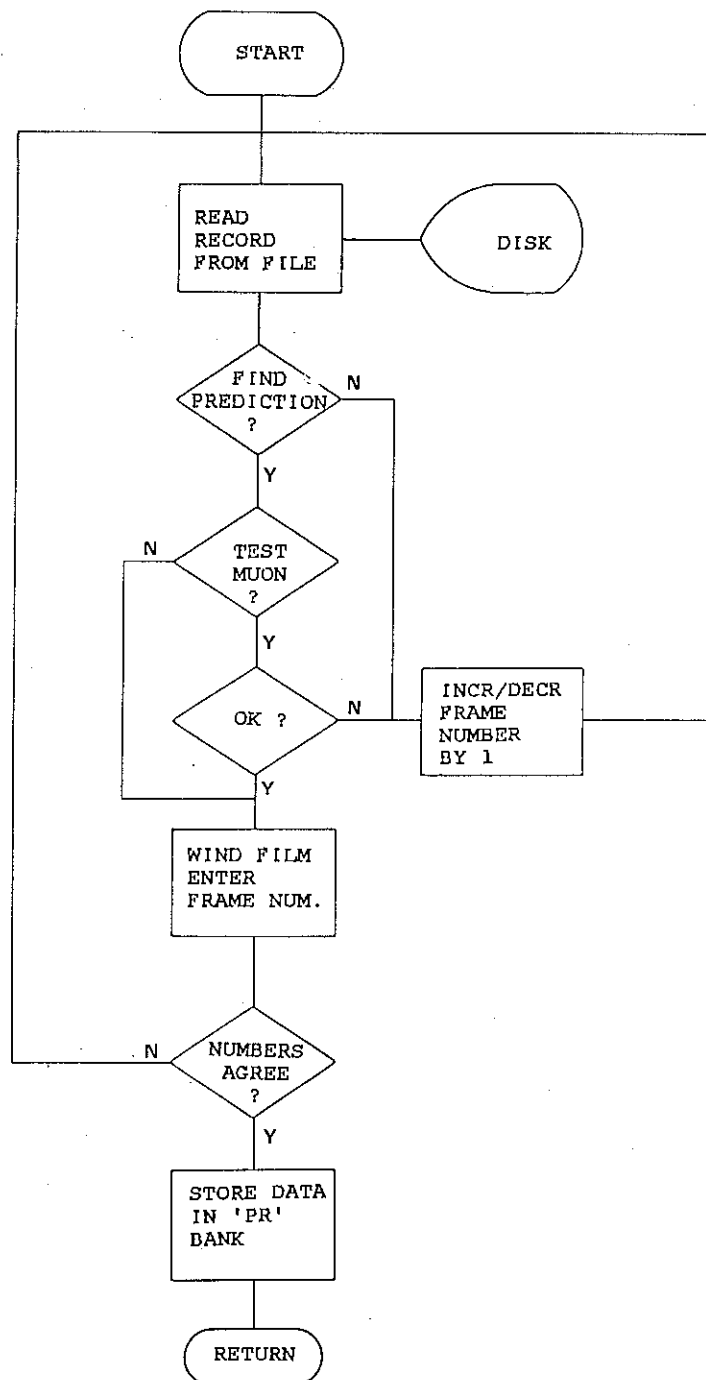 START
READ
RECORD
FROM FILE
DISK
FIND
PREDICTION
?
N
Y
N
TEST
MUON
?
Y
OK ?
N
INCR/DECR
FRAME
NUMBER
BY 1
Y
WIND FILM
ENTER
FRAME NUM.
N
NUMBERS
AGREE
?
Y
STORE DATA
IN 'PR'
BANK
RETURN